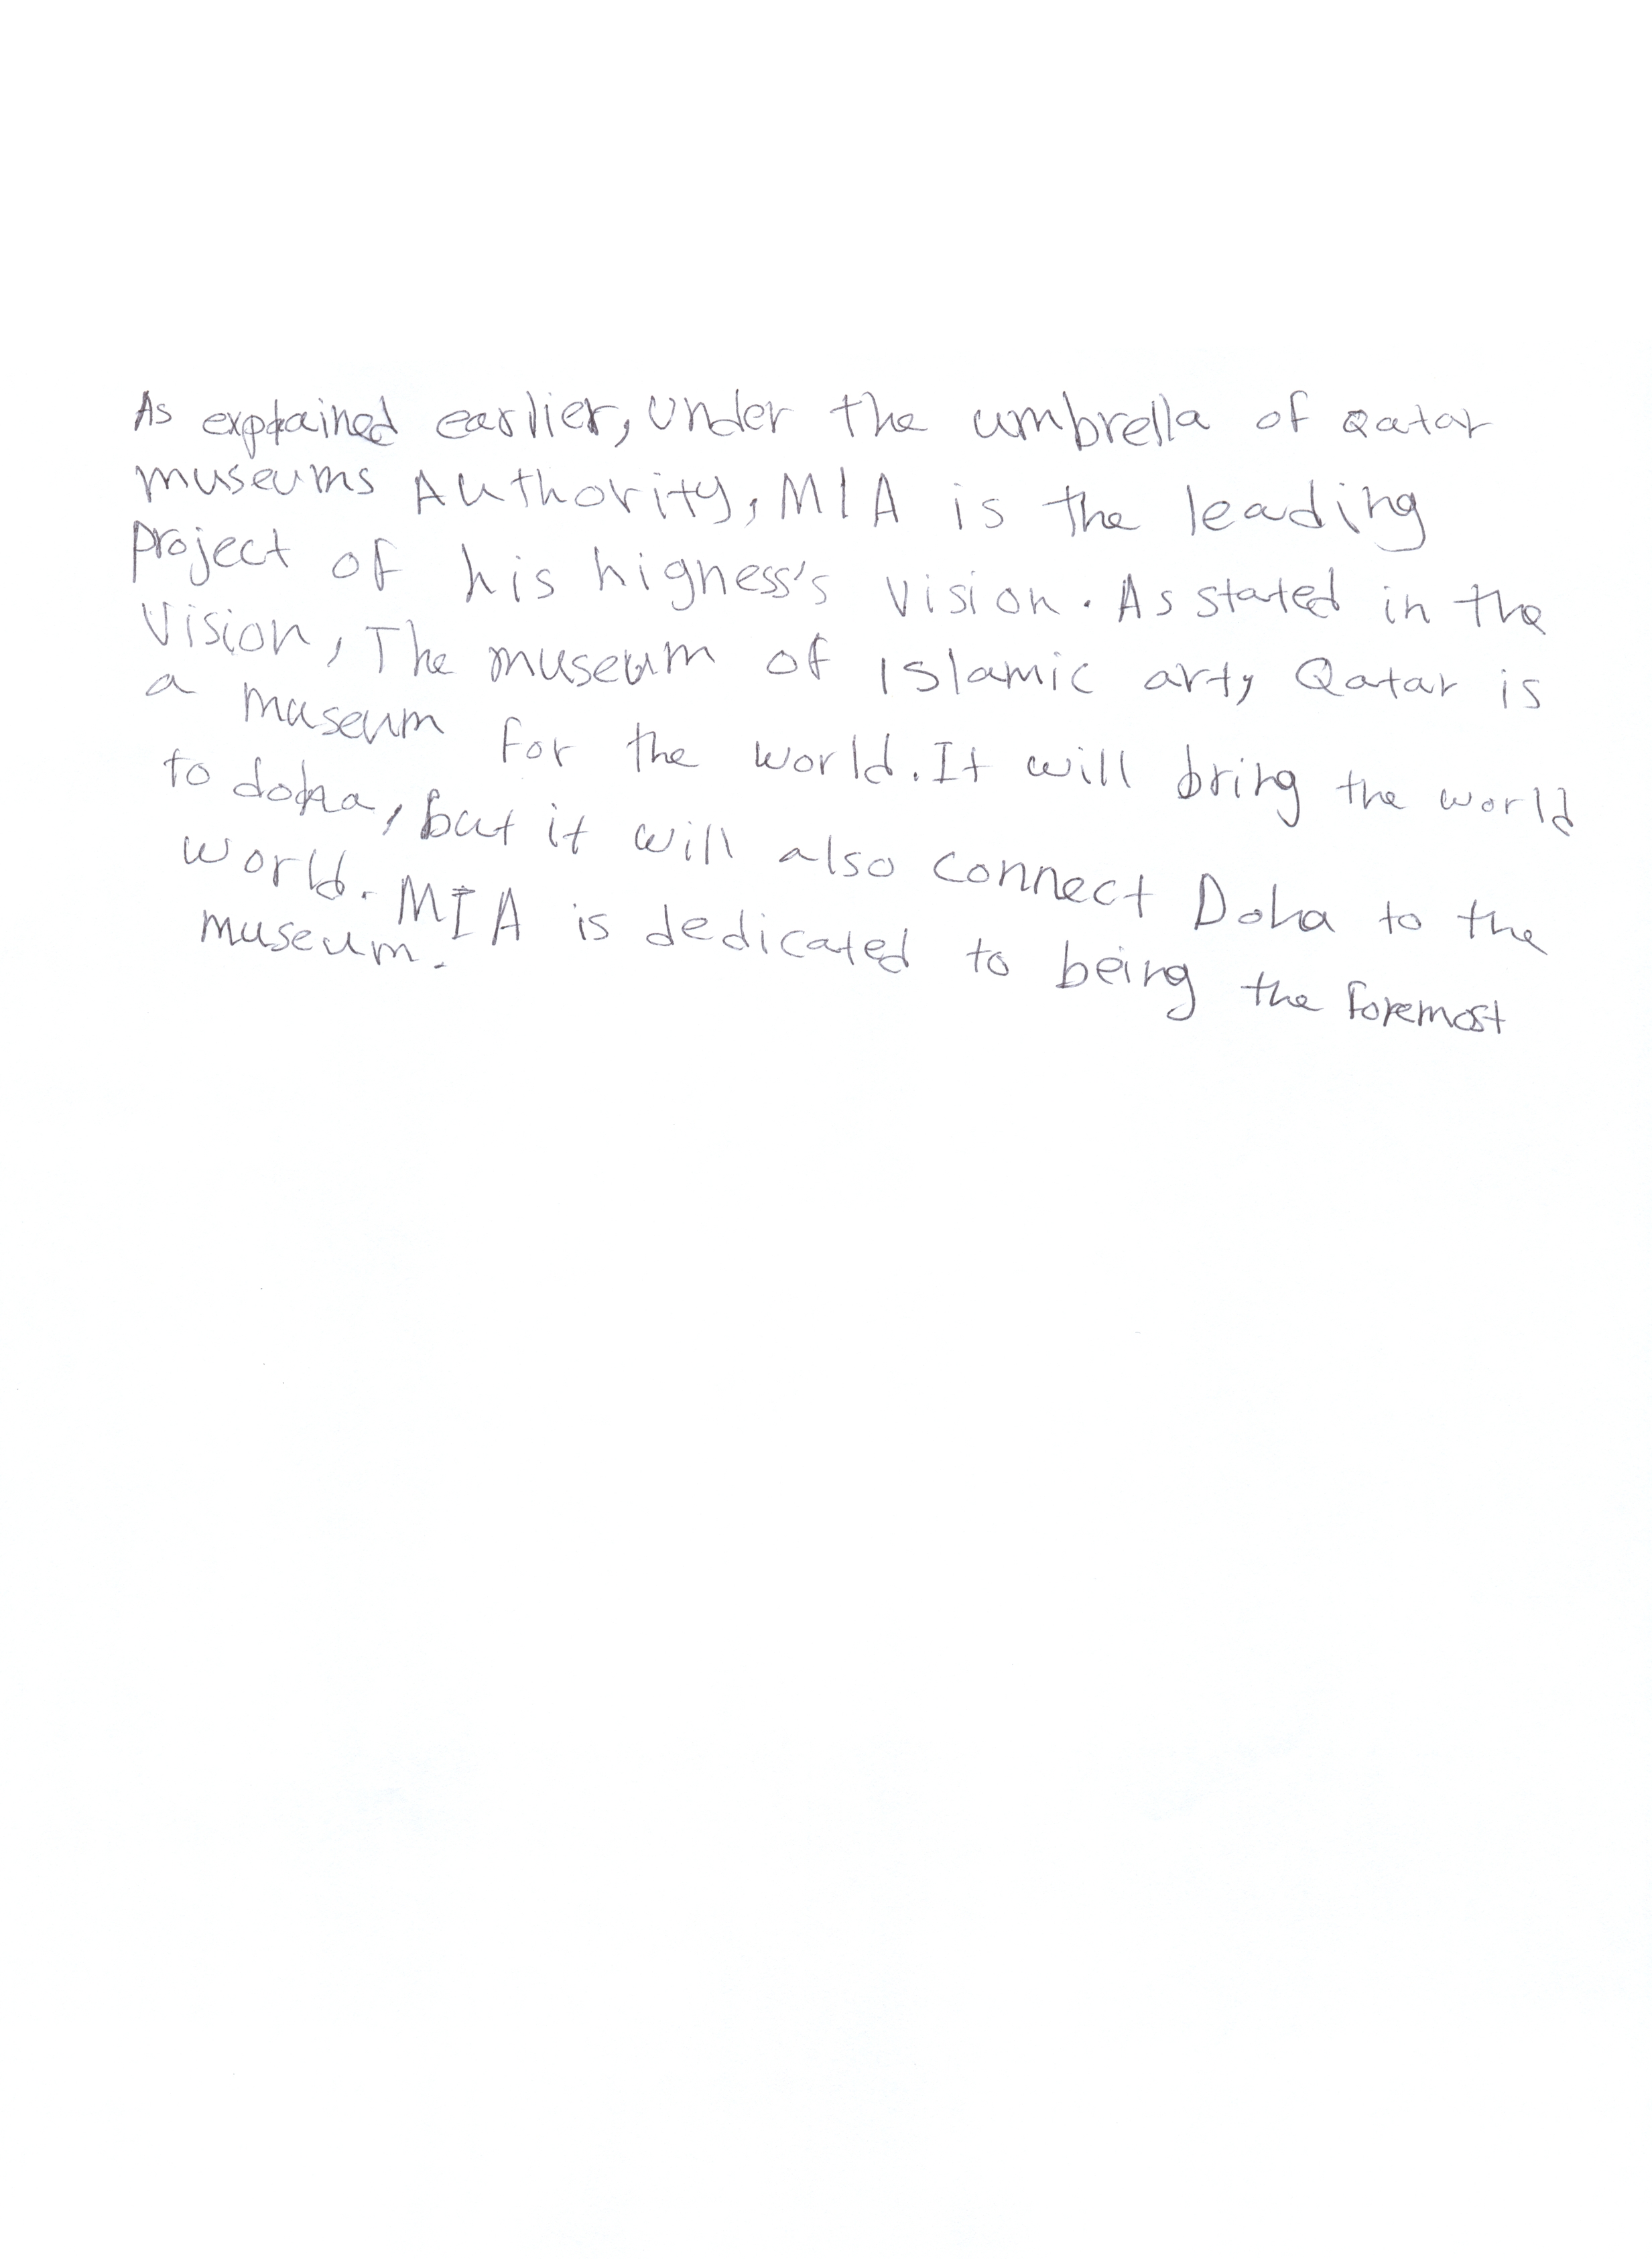 As explained earlier, under the umbrella of Qatar
museums Authority, MIA is the leading
project of his higness's vision. As stated in the
vision, The museum of Islamic arty Qatar is
a museum for the world. It will bring the world
to doha, but it will also connect Doha to the
world. MIA is dedicated to being the foremost
museum.